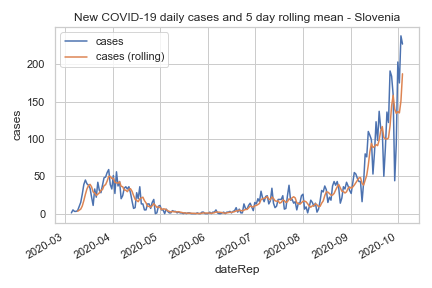 New COVID-19 daily cases and 5 day rolling mean - Slovenia
cases
cases (rolling)
200
150
100
50
0
cases
2020-03
2020-04
2020-05
2020-06
2020-07
2020-08
2020-09
2020-10
dateRep